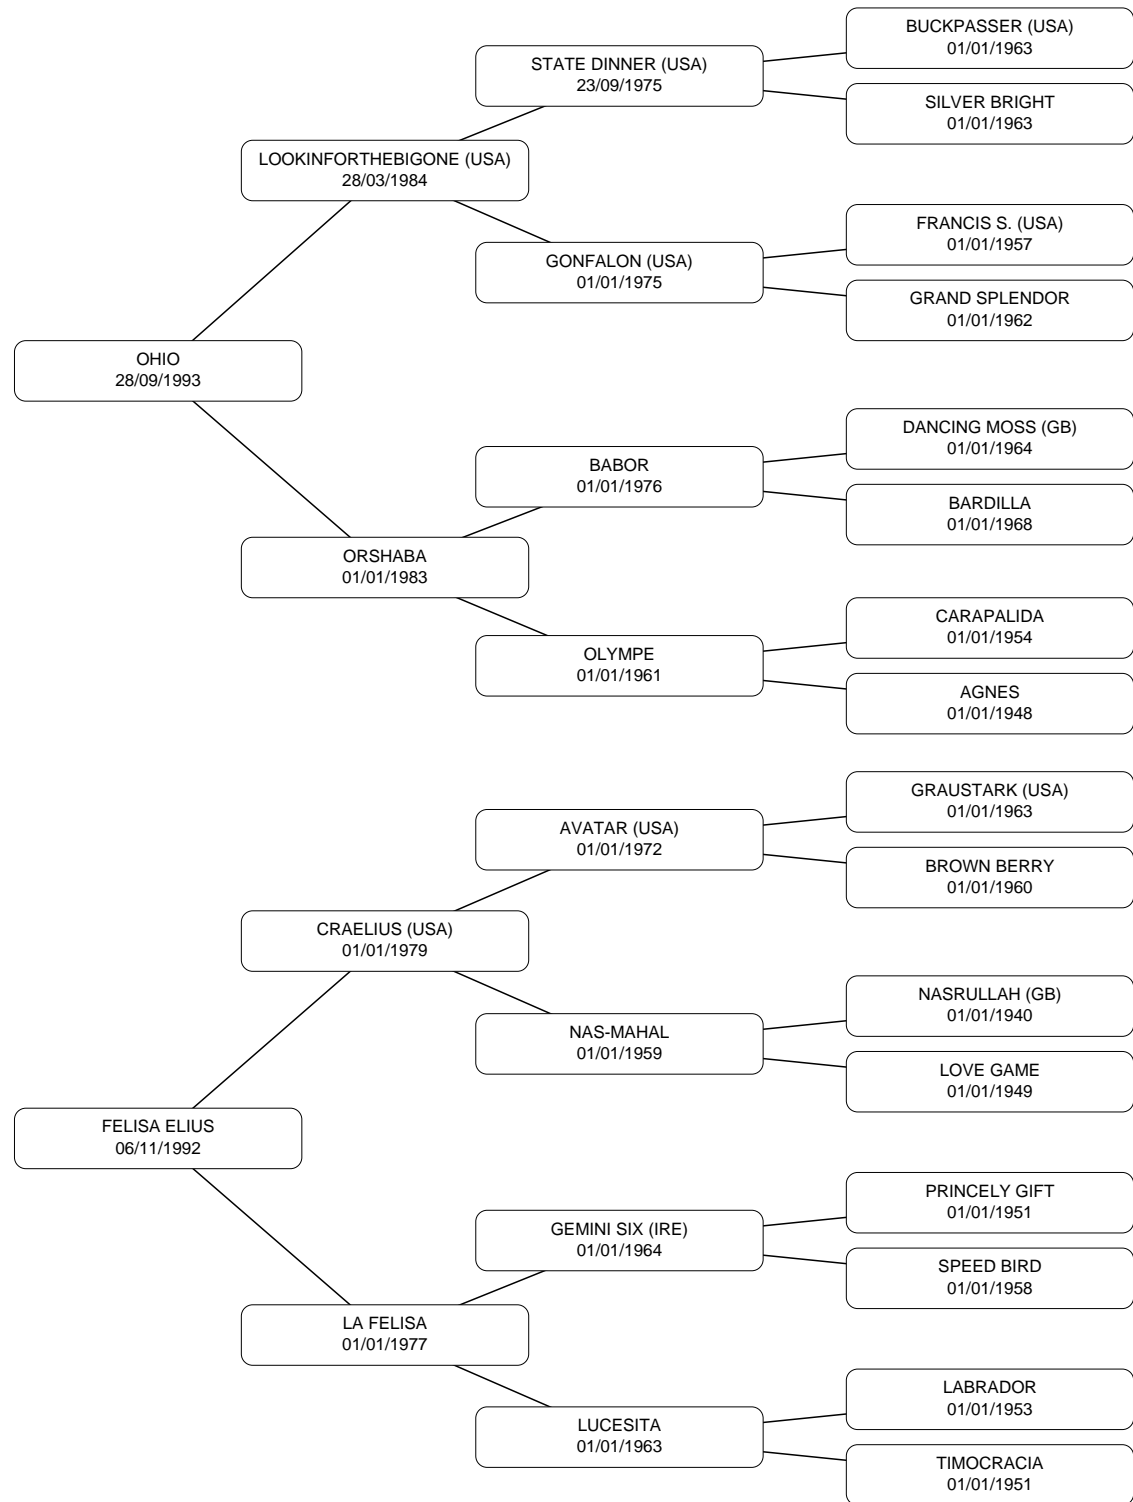 BUCKPASSER (USA)
01/01/1963
STATE DINNER (USA)
23/09/1975
SILVER BRIGHT
01/01/1963
LOOKINFORTHEBIGONE (USA)
28/03/1984
FRANCIS S. (USA)
01/01/1957
GONFALON (USA)
01/01/1975
GRAND SPLENDOR
01/01/1962
OHIO
28/09/1993
DANCING MOSS (GB)
01/01/1964
BABOR
01/01/1976
BARDILLA
01/01/1968
ORSHABA
01/01/1983
CARAPALIDA
01/01/1954
OLYMPE
01/01/1961
AGNES
01/01/1948
GRAUSTARK (USA)
01/01/1963
AVATAR (USA)
01/01/1972
BROWN BERRY
01/01/1960
CRAELIUS (USA)
01/01/1979
NASRULLAH (GB)
01/01/1940
NAS-MAHAL
01/01/1959
LOVE GAME
01/01/1949
FELISA ELIUS
06/11/1992
PRINCELY GIFT
01/01/1951
GEMINI SIX (IRE)
01/01/1964
SPEED BIRD
01/01/1958
LA FELISA
01/01/1977
LABRADOR
01/01/1953
LUCESITA
01/01/1963
TIMOCRACIA
01/01/1951